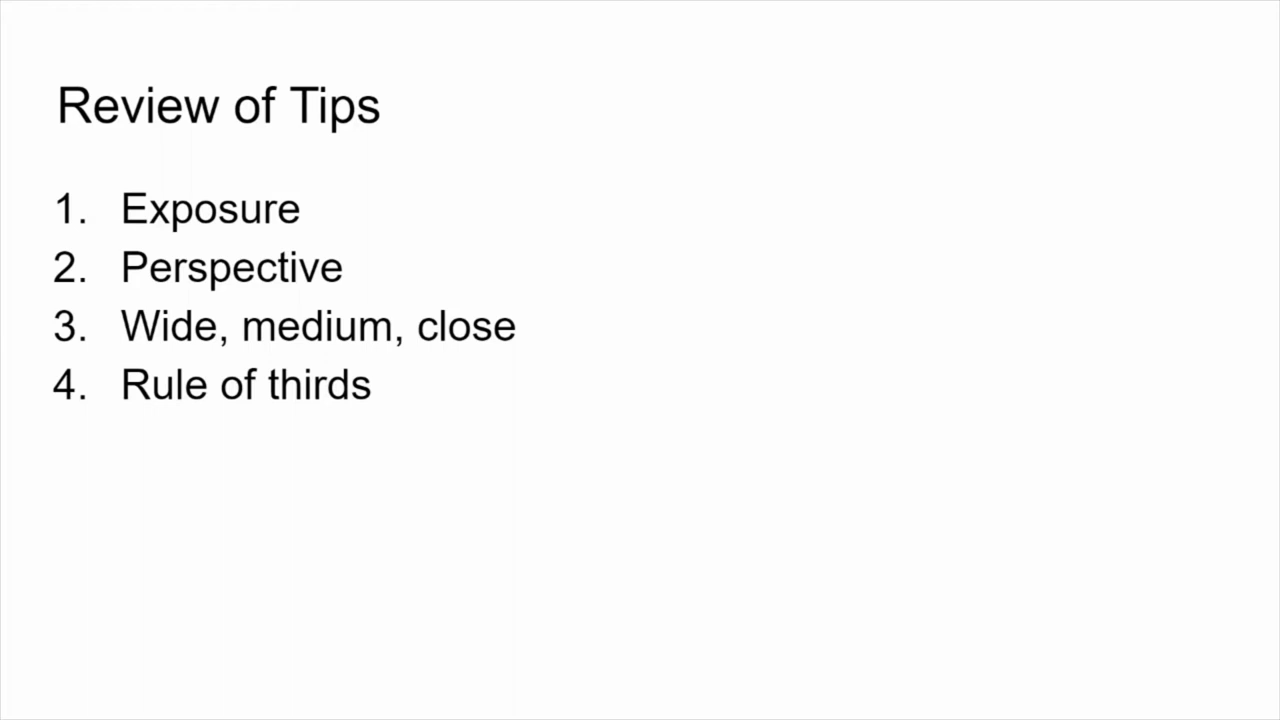 Review of Tips
1. Exposure
2. Perspective
3. Wide, medium, close
4. Rule of thirds